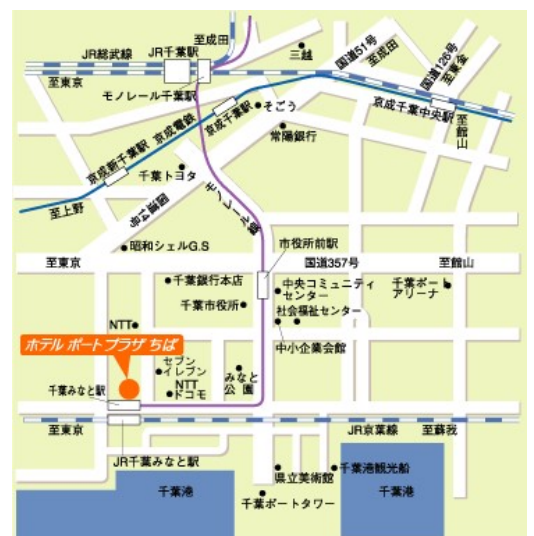 至成田
JR総武線
JR千葉駅
三越
国道51号
至成田
国道126号
至東金
至東京
モノレール千葉駅
そごう
京成千葉駅
京成千葉中央駅
至館山
京成電鉄
常陽銀行
京成新千葉駅
千葉トヨタ
モノレール線
至上野
国道14号
昭和シェルG.S
市役所前駅
至東京
国道357号
至館山
千葉銀行本店
中央コミュニティ
センター
千葉ポート
アリーナ
千葉市役所
社会福祉センター
NTT
中小企業会館
ホテル ポートプラザ ちば
セブン
イレブン
みなと
公園
千葉みなと駅
NTT
ドコモ
至東京
JR京葉線
至蘇我
JR千葉みなと駅
県立美術館
千葉港観光船
千葉港
千葉ポートタワー
千葉港